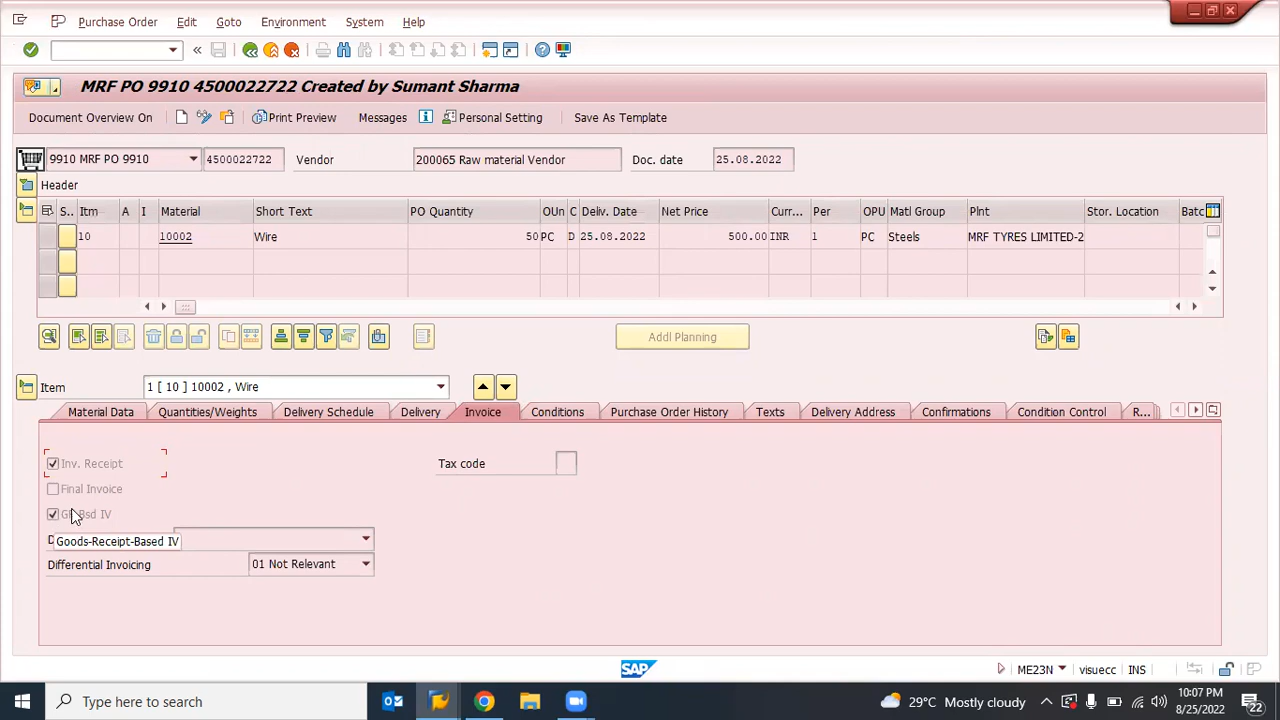 Purchase Order Edit Goto Environment System Help
MRF PO 9910 4500022722 Created by Sumant Sharma
Document Overview On Print Preview Messages Personal Setting Save As Template
9910 MRF PO 9910 4500022722 Vendor 200065 Raw material Vendor Doc. date 25.08.2022
Header
S.. Itm A I Material Short Text PO Quantity OUn C Deliv. Date Net Price Curr... Per OPU Matl Group Plnt Stor. Location Batc
10 10002 Wire 50 PC D 25.08.2022 500.00 INR 1 PC Steels MRF TYRES LIMITED-2
Addl Planning
Item 1 [ 10 ] 10002 , Wire
Material Data Quantities/Weights Delivery Schedule Delivery Invoice Conditions Purchase Order History Texts Delivery Address Confirmations Condition Control R...
Inv. Receipt Tax code
Final Invoice
GR-Bsd IV
Goods-Receipt-Based IV
Differential Invoicing 01 Not Relevant
SAP ME23N visuecc INS
Type here to search 29°C Mostly cloudy 10:07 PM
8/25/2022 22